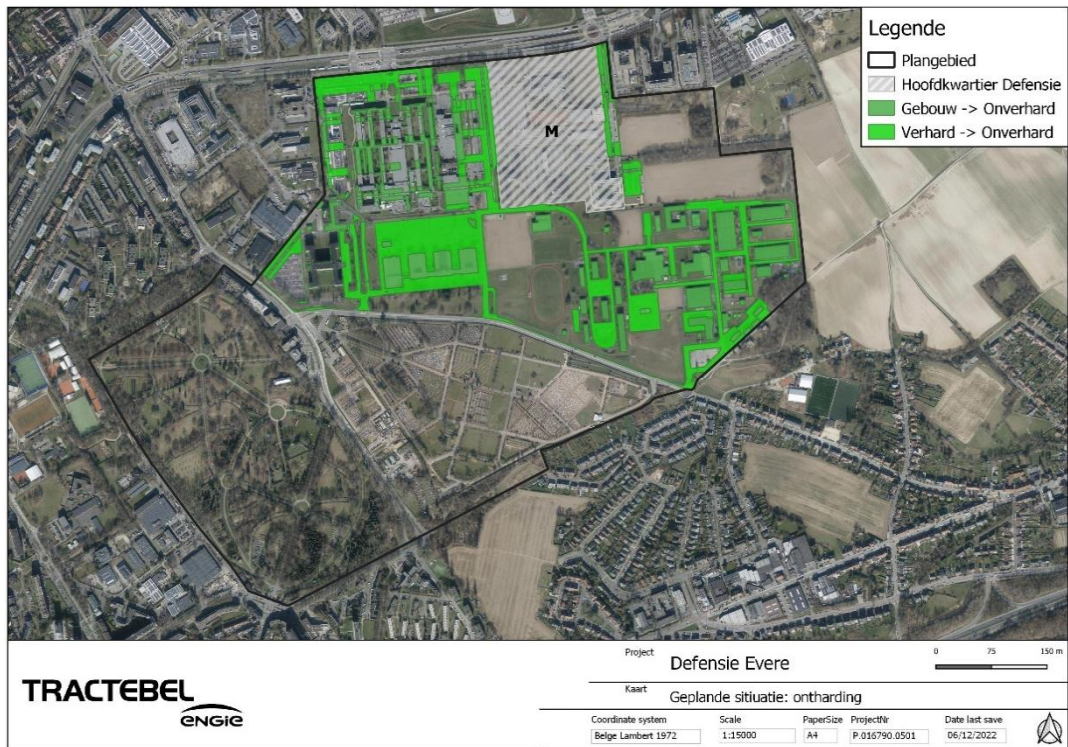 Legende
Plangebied
Hoofdkwartier Defensie
Gebouw -> Onverhard
Verhard -> Onverhard
M
TRACTEBEL
ENGIE
Project
Defensie Evere
0 75 150 m
Kaart
Geplande sitiuatie: ontharding
Coordinate system Scale PaperSize ProjectNr Date last save
Belge Lambert 1972 1:15000 A4 P.016790.0501 06/12/2022